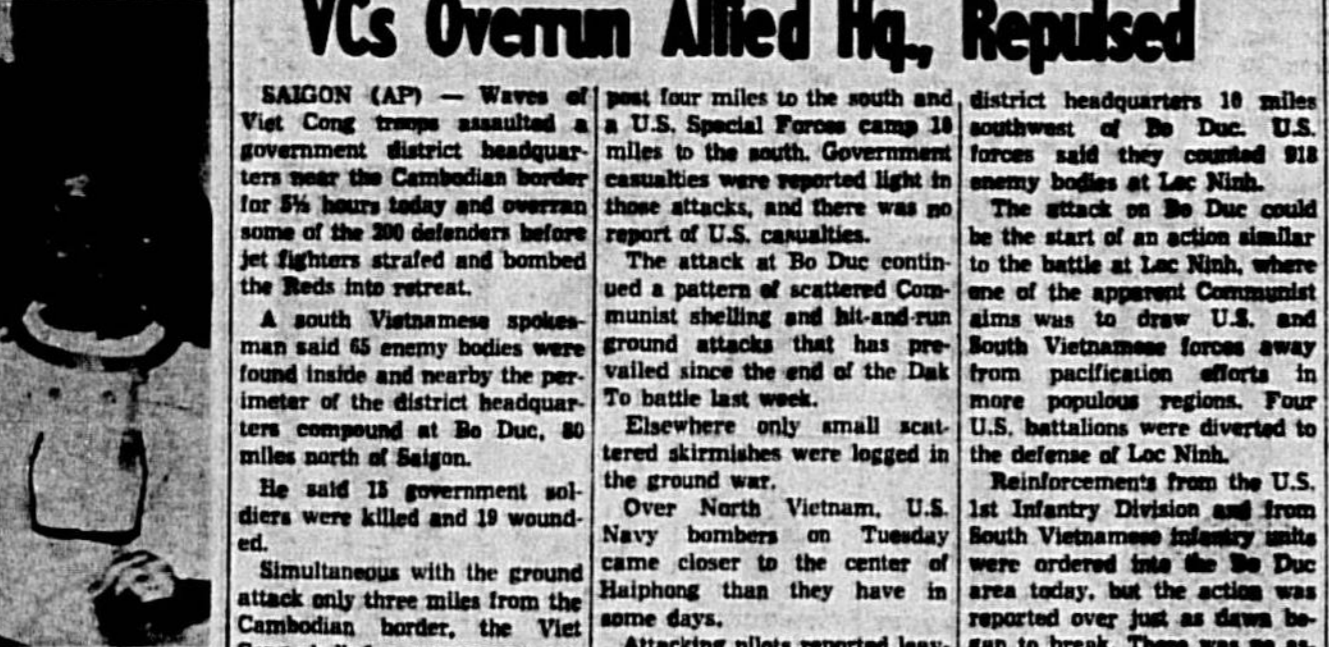 VCs Overrun Allied Hq., Repulsed
SAIGON (AP) — Waves of
Viet Cong troops assaulted a
government district headquar-
ters near the Cambodian border
for 5½ hours today and overran
some of the 200 defenders before
jet fighters strafed and bombed
the Reds into retreat.
A south Vietnamese spokes-
man said 65 enemy bodies were
found inside and nearby the per-
imeter of the district headquar-
ters compound at Bo Duc, 80
miles north of Saigon.
He said 15 government sol-
diers were killed and 19 wound-
ed.
Simultaneous with the ground
attack only three miles from the
Cambodian border, the Viet
post four miles to the south and
a U.S. Special Forces camp 10
miles to the south. Government
casualties were reported light in
those attacks, and there was no
report of U.S. casualties.
The attack at Bo Duc contin-
ued a pattern of scattered Com-
munist shelling and hit-and-run
ground attacks that has pre-
vailed since the end of the Dak
To battle last week.
Elsewhere only small scat-
tered skirmishes were logged in
the ground war.
Over North Vietnam, U.S.
Navy bombers on Tuesday
came closer to the center of
Haiphong than they have in
some days.
Attacking pilots reported leav-
district headquarters 10 miles
southwest of Bo Duc. U.S.
forces said they counted 918
enemy bodies at Loc Ninh.
The attack on Bo Duc could
be the start of an action similar
to the battle at Loc Ninh, where
one of the apparent Communist
aims was to draw U.S. and
South Vietnamese forces away
from pacification efforts in
more populous regions. Four
U.S. battalions were diverted to
the defense of Loc Ninh.
Reinforcements from the U.S.
1st Infantry Division and from
South Vietnamese infantry units
were ordered into the Bo Duc
area today, but the action was
reported over just as dawn be-
gan to break. There was no as-